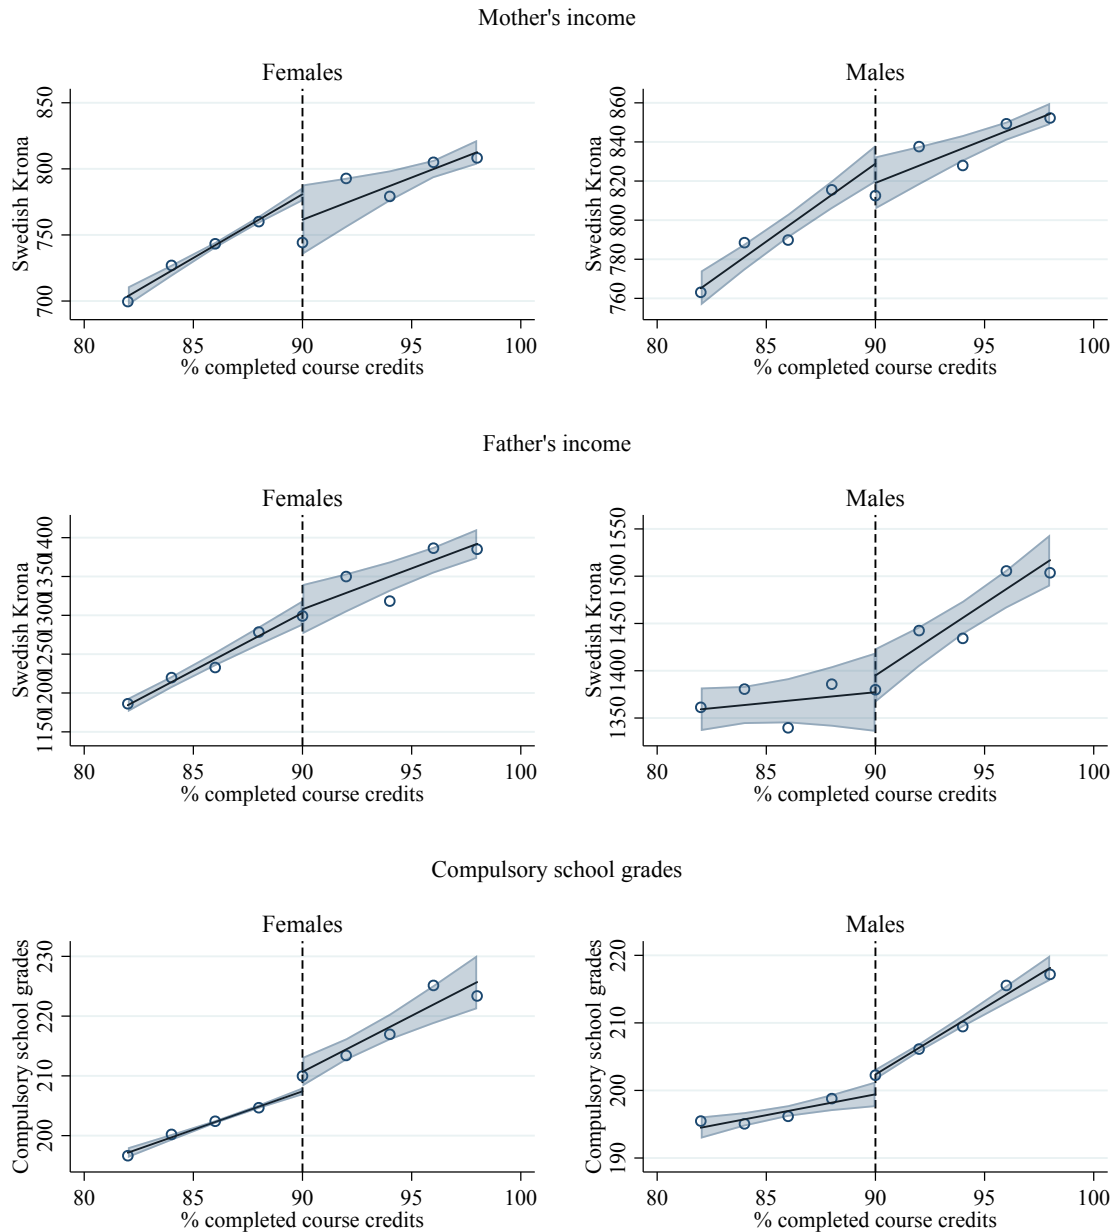 Mother's income
Females
Males
Swedish Krona
850
800
750
700
80 85 90 95 100
% completed course credits
Swedish Krona
860
840
820
800
780
760
80 85 90 95 100
% completed course credits
Father's income
Females
Males
Swedish Krona
1400
1350
1300
1250
1200
1150
80 85 90 95 100
% completed course credits
Swedish Krona
1550
1500
1450
1400
1350
80 85 90 95 100
% completed course credits
Compulsory school grades
Females
Males
Compulsory school grades
230
220
210
200
80 85 90 95 100
% completed course credits
Compulsory school grades
220
210
200
190
80 85 90 95 100
% completed course credits